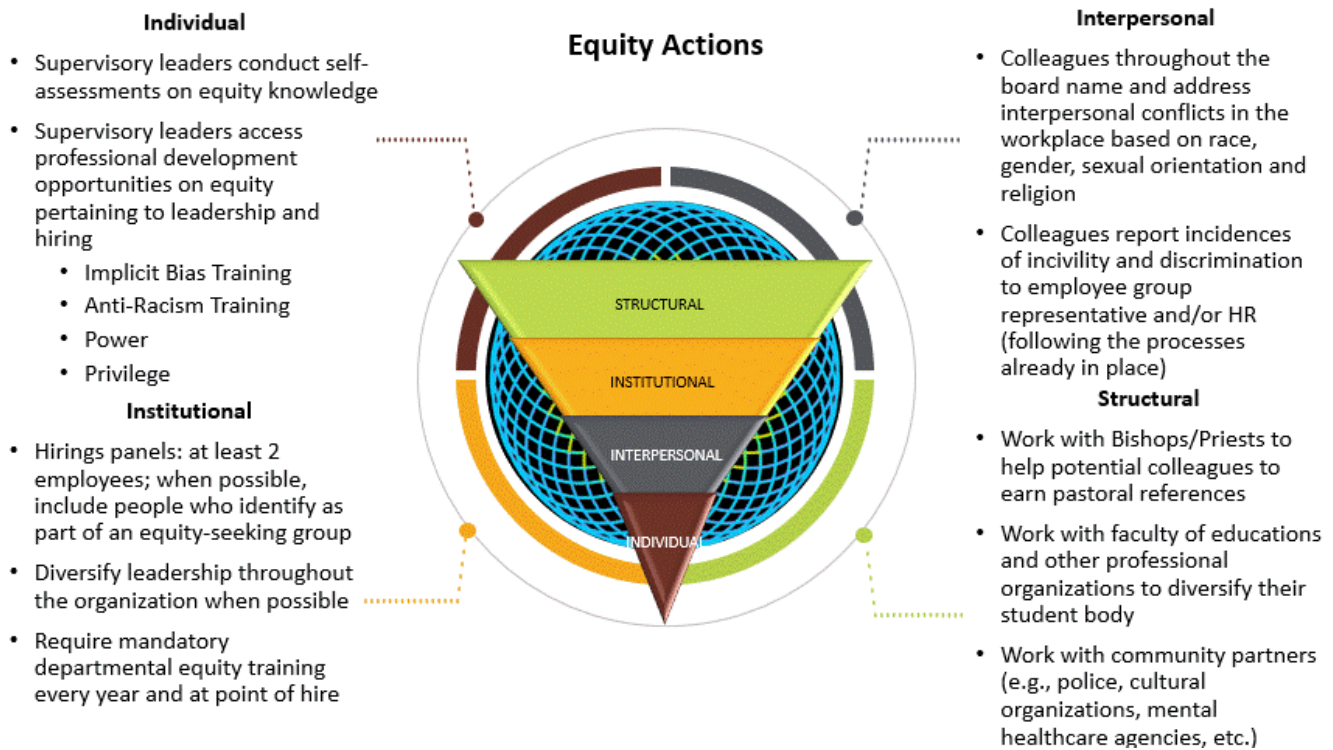 Equity Actions
Individual
• Supervisory leaders conduct self-
assessments on equity knowledge
• Supervisory leaders access
professional development
opportunities on equity
pertaining to leadership and
hiring
• Implicit Bias Training
• Anti-Racism Training
• Power
• Privilege
Institutional
• Hirings panels: at least 2
employees; when possible,
include people who identify as
part of an equity-seeking group
• Diversify leadership throughout
the organization when possible
• Require mandatory
departmental equity training
every year and at point of hire
STRUCTURAL
INSTITUTIONAL
INTERPERSONAL
INDIVIDUAL
Interpersonal
• Colleagues throughout the
board name and address
interpersonal conflicts in the
workplace based on race,
gender, sexual orientation and
religion
• Colleagues report incidences
of incivility and discrimination
to employee group
representative and/or HR
(following the processes
already in place)
Structural
• Work with Bishops/Priests to
help potential colleagues to
earn pastoral references
• Work with faculty of educations
and other professional
organizations to diversify their
student body
• Work with community partners
(e.g., police, cultural
organizations, mental
healthcare agencies, etc.)